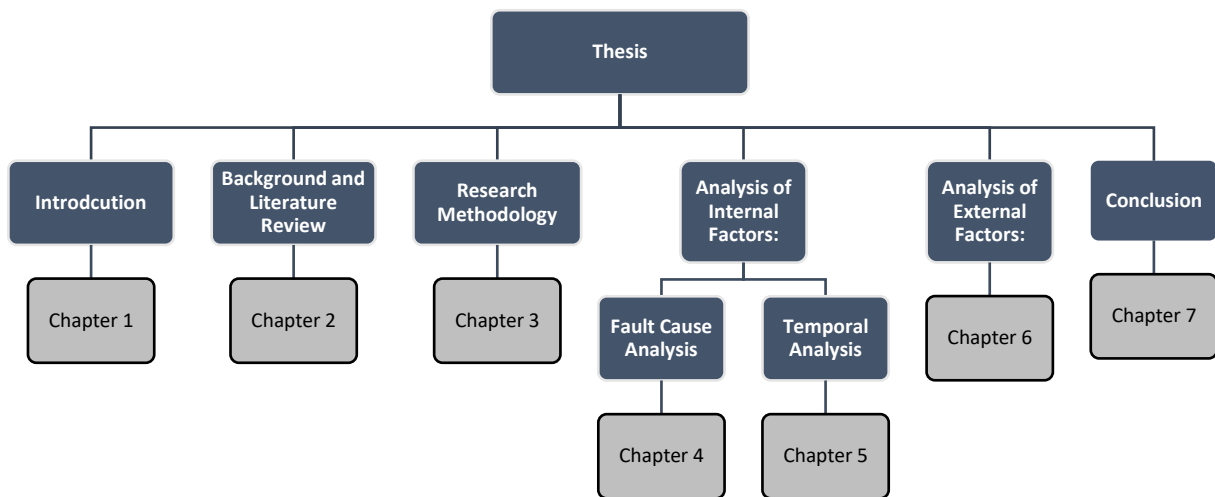 Thesis
Introdcution
Background and
Literature
Review
Research
Methodology
Analysis of
Internal
Factors:
Analysis of
External
Factors:
Conclusion
Chapter 1
Chapter 2
Chapter 3
Fault Cause
Analysis
Temporal
Analysis
Chapter 6
Chapter 7
Chapter 4
Chapter 5